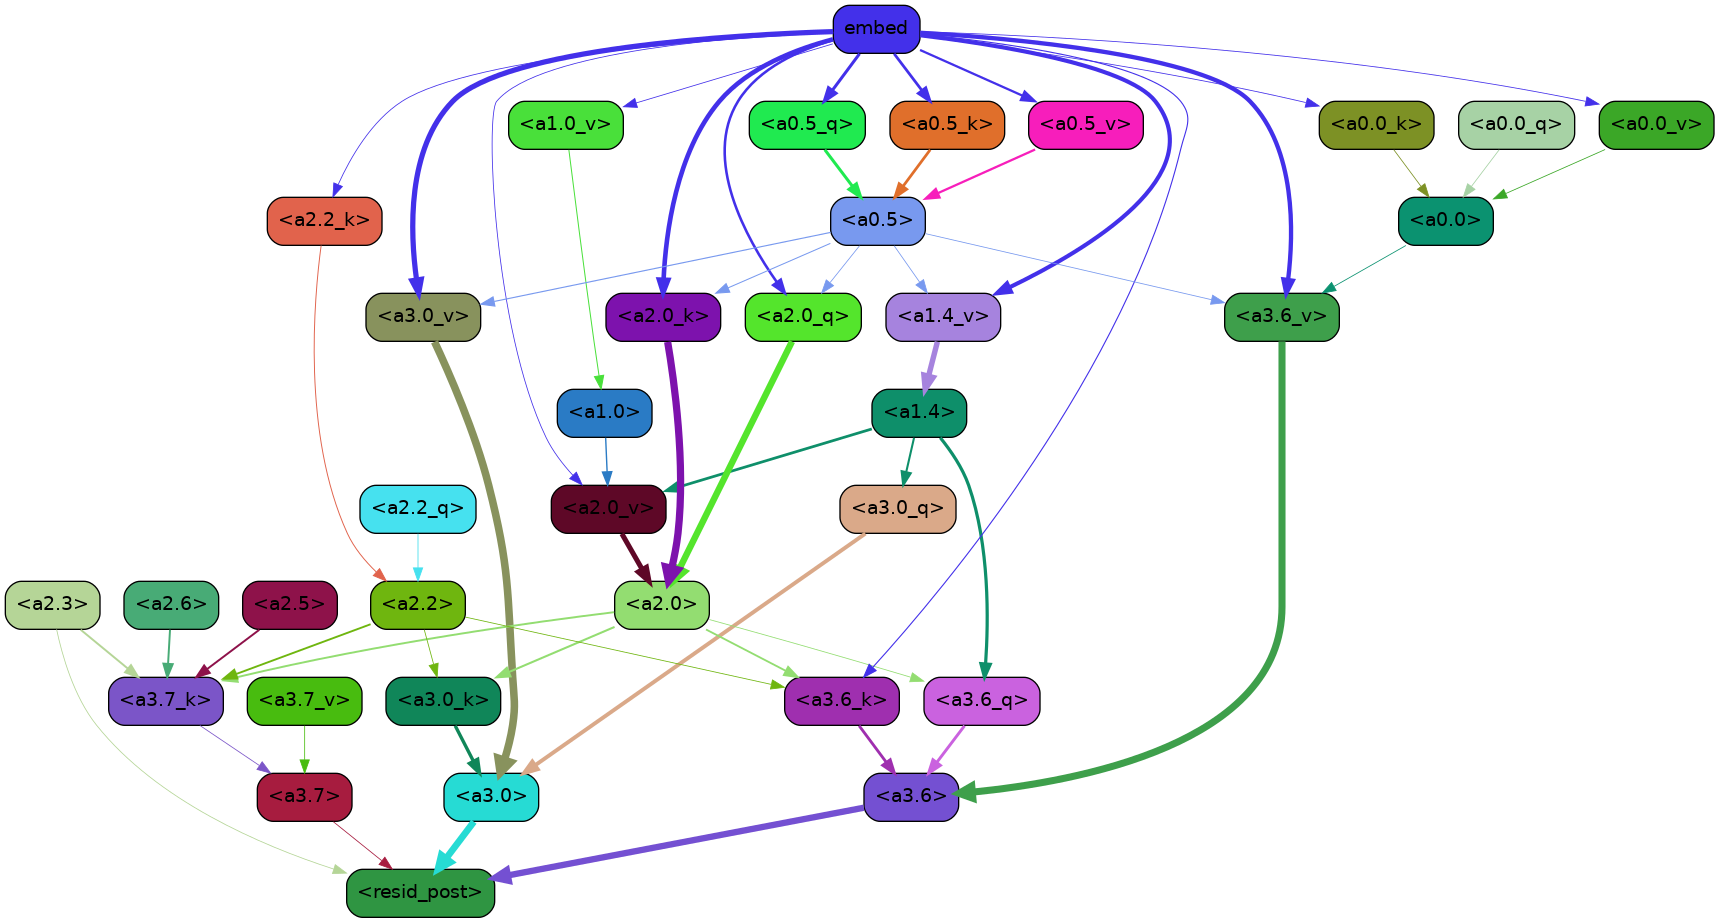 embed
<a1.0_v>
<a0.5_q>
<a0.5_k>
<a0.5_v>
<a0.0_k>
<a0.0_q>
<a0.0_v>
<a2.2_k>
<a0.5>
<a0.0>
<a3.0_v>
<a2.0_k>
<a2.0_q>
<a1.4_v>
<a3.6_v>
<a1.0>
<a1.4>
<a2.2_q>
<a2.0_v>
<a3.0_q>
<a2.3>
<a2.6>
<a2.5>
<a2.2>
<a2.0>
<a3.7_k>
<a3.7_v>
<a3.0_k>
<a3.6_k>
<a3.6_q>
<a3.7>
<a3.0>
<a3.6>
<resid_post>